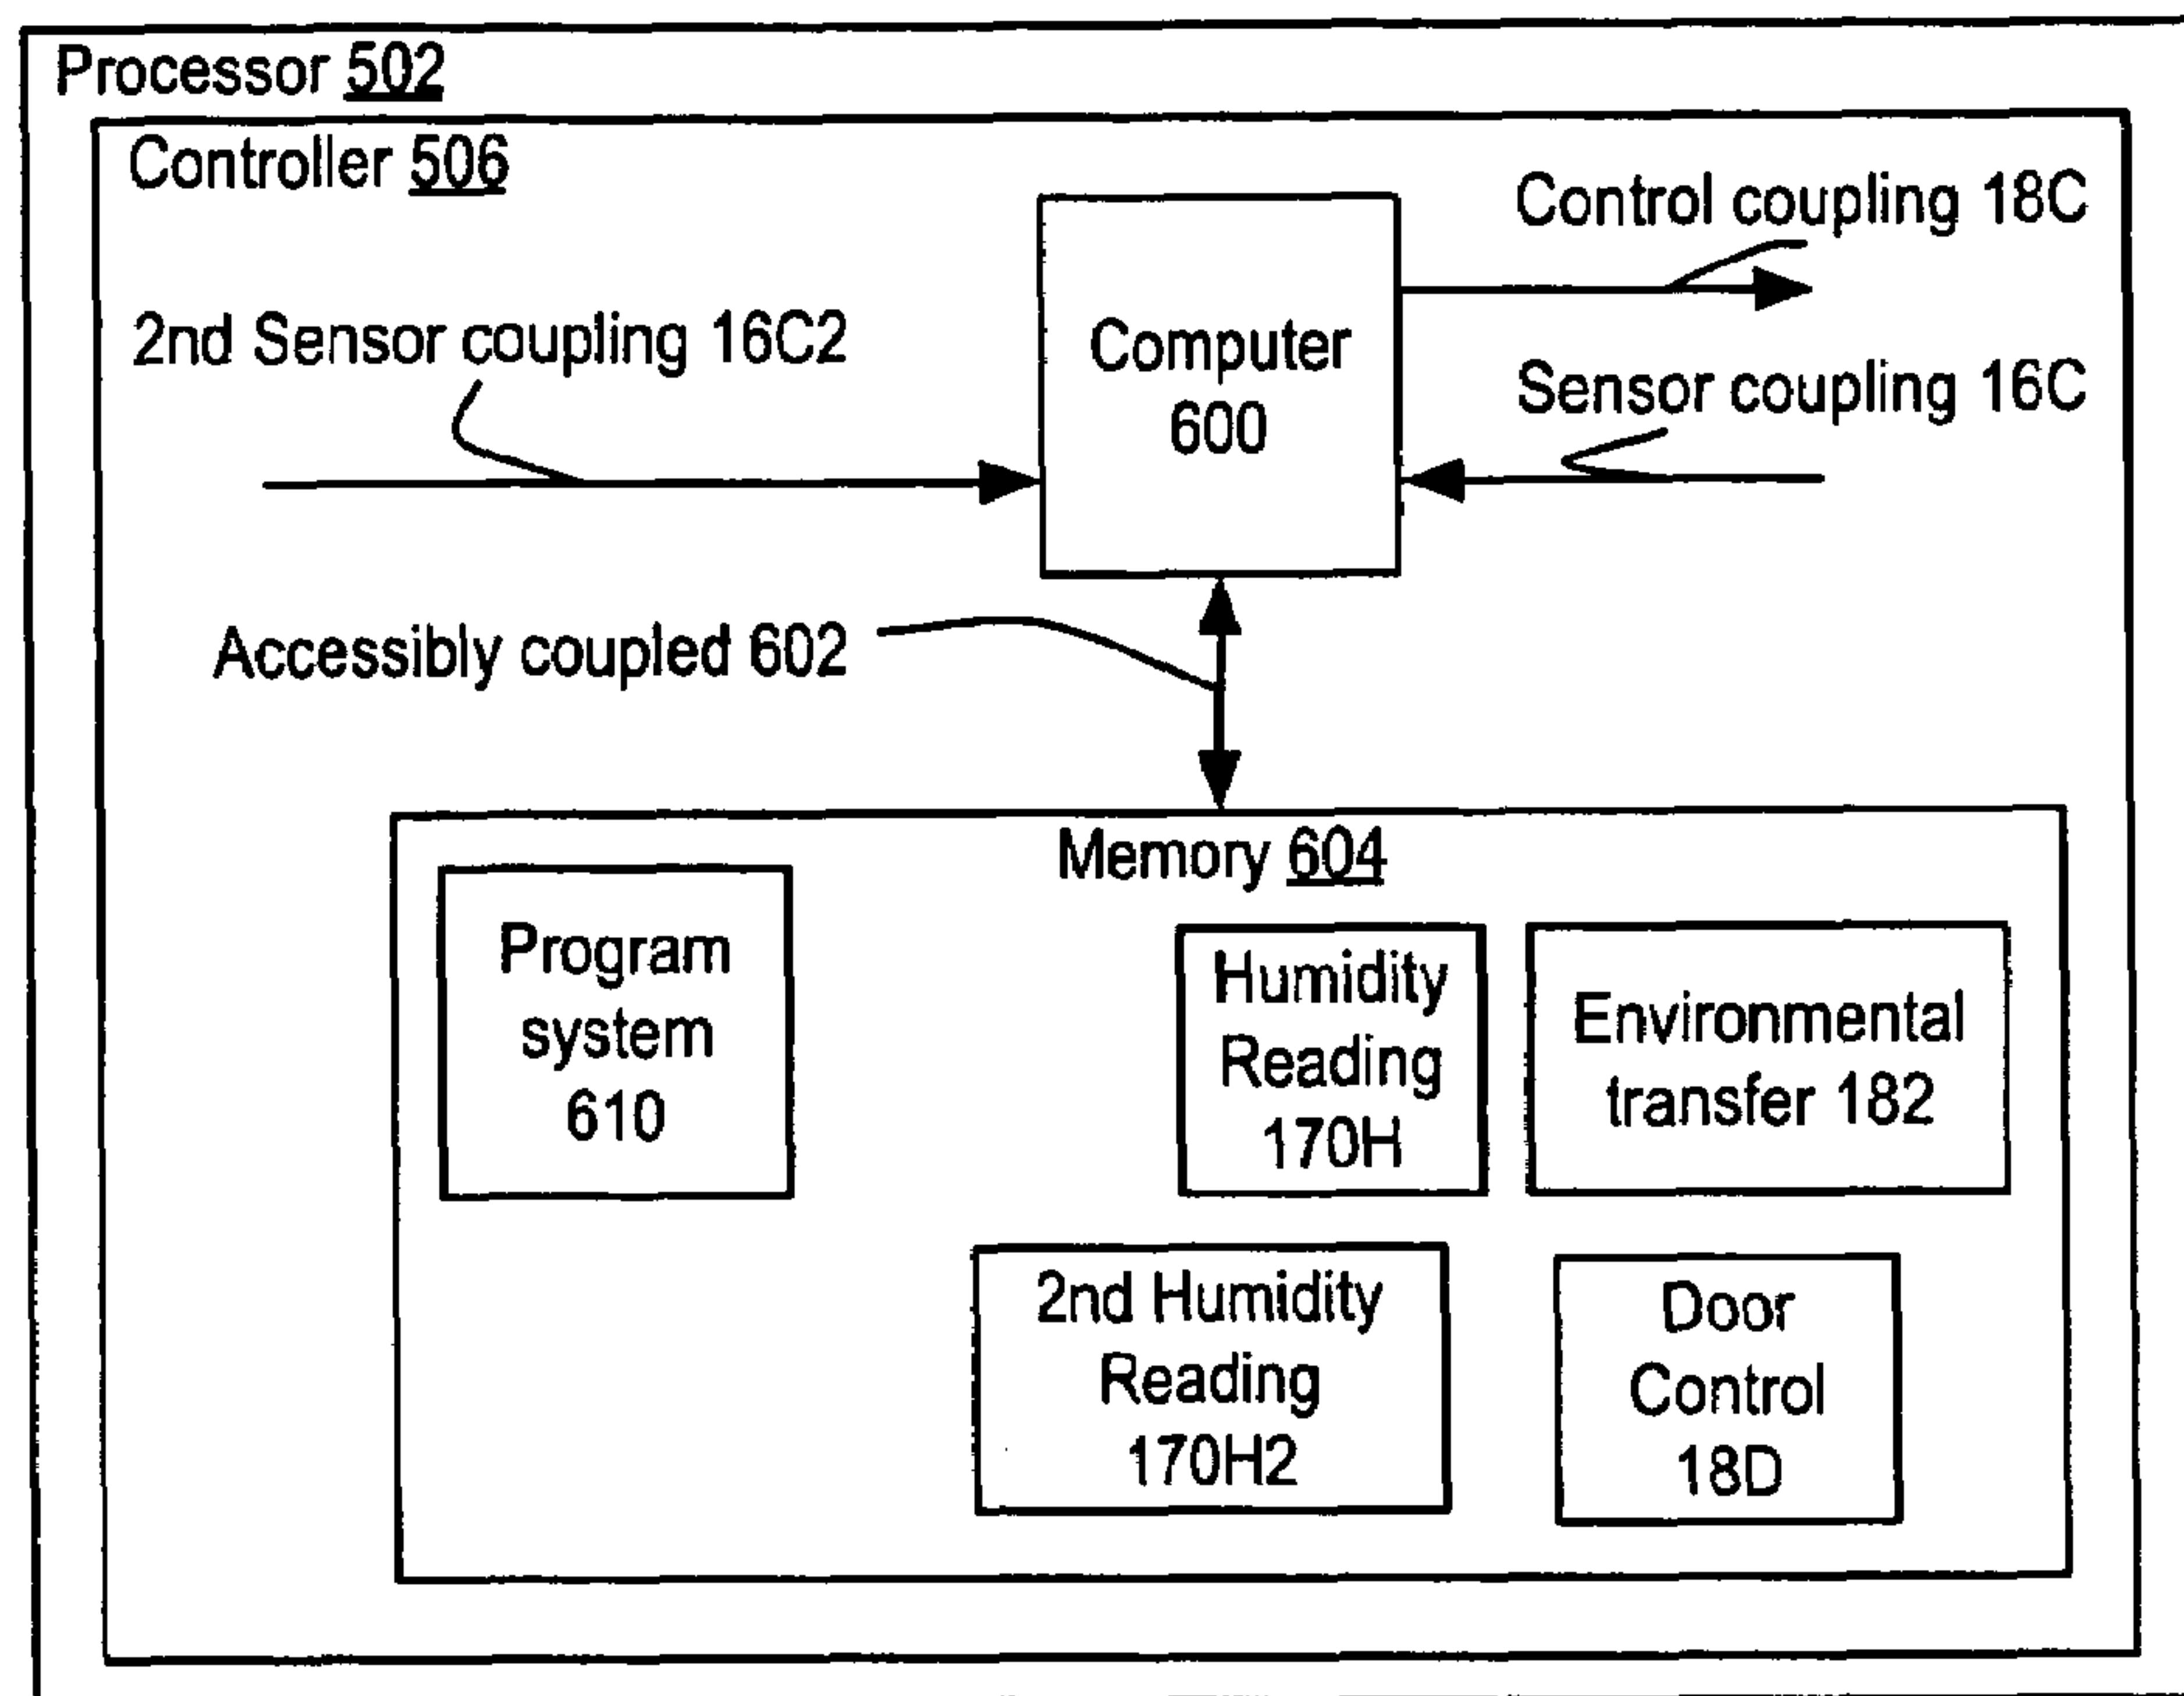 Processor 502
Controller 506
Control coupling 18C
2nd Sensor coupling 16C2
Computer
600
Sensor coupling 16C
Accessibly coupled 602
Memory 604
Program
system
610
Humidity
Reading
170H
Environmental
transfer 182
2nd Humidity
Reading
170H2
Door
Control
18D